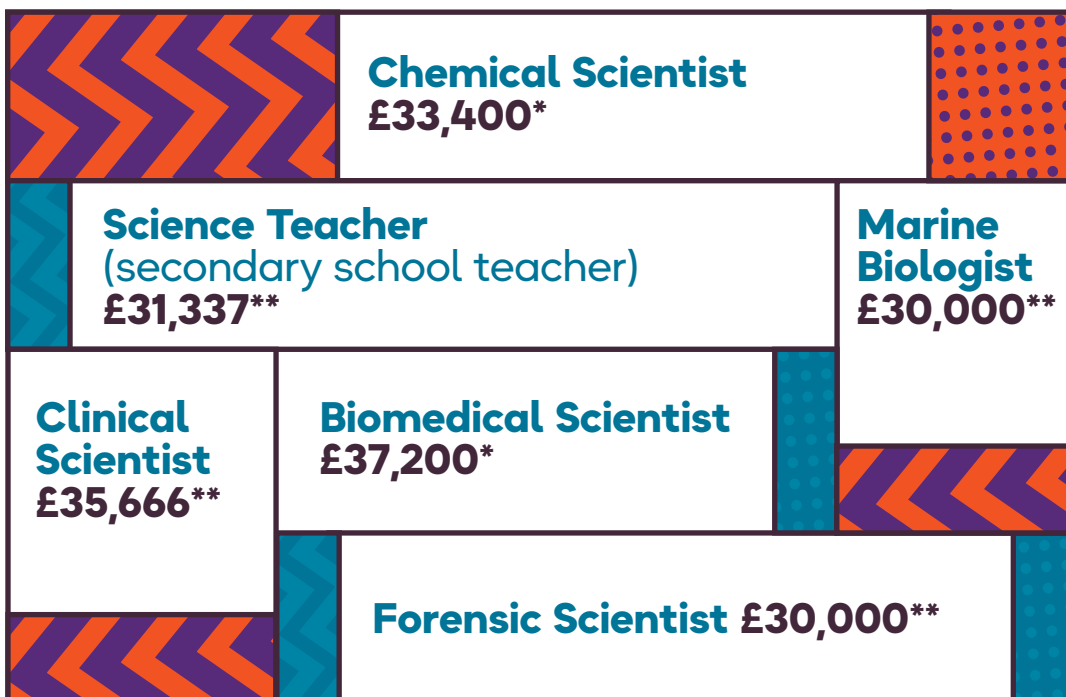 Chemical Scientist
£33,400*
Science Teacher
(secondary school teacher)
£31,337**
Marine
Biologist
£30,000**
Clinical
Scientist
£35,666**
Biomedical Scientist
£37,200*
Forensic Scientist £30,000**